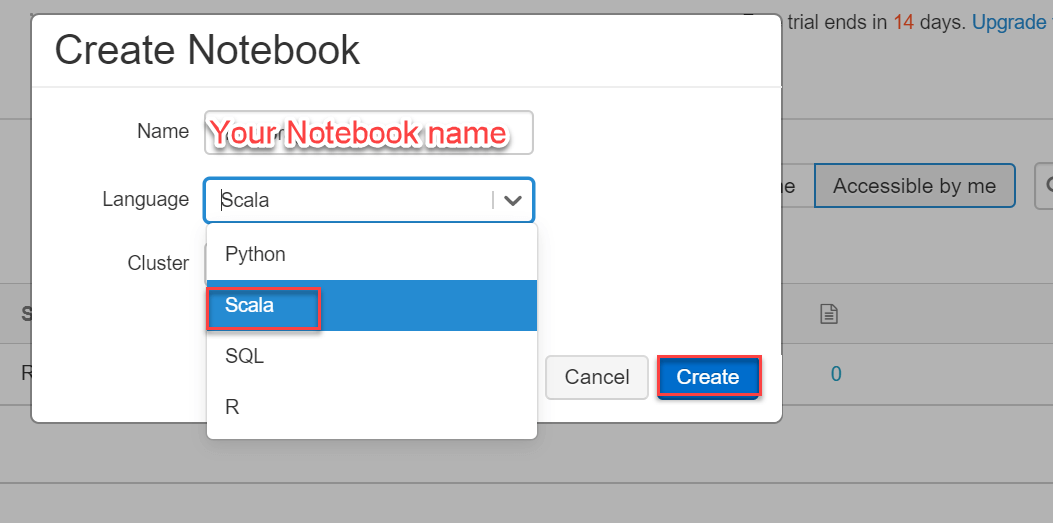 trial ends in 14 days. Upgrade
Create Notebook
Name
Your Notebook name
Language
Scala
Accessible by me
Cluster
Python
Scala
SQL
R
Cancel
Create
0